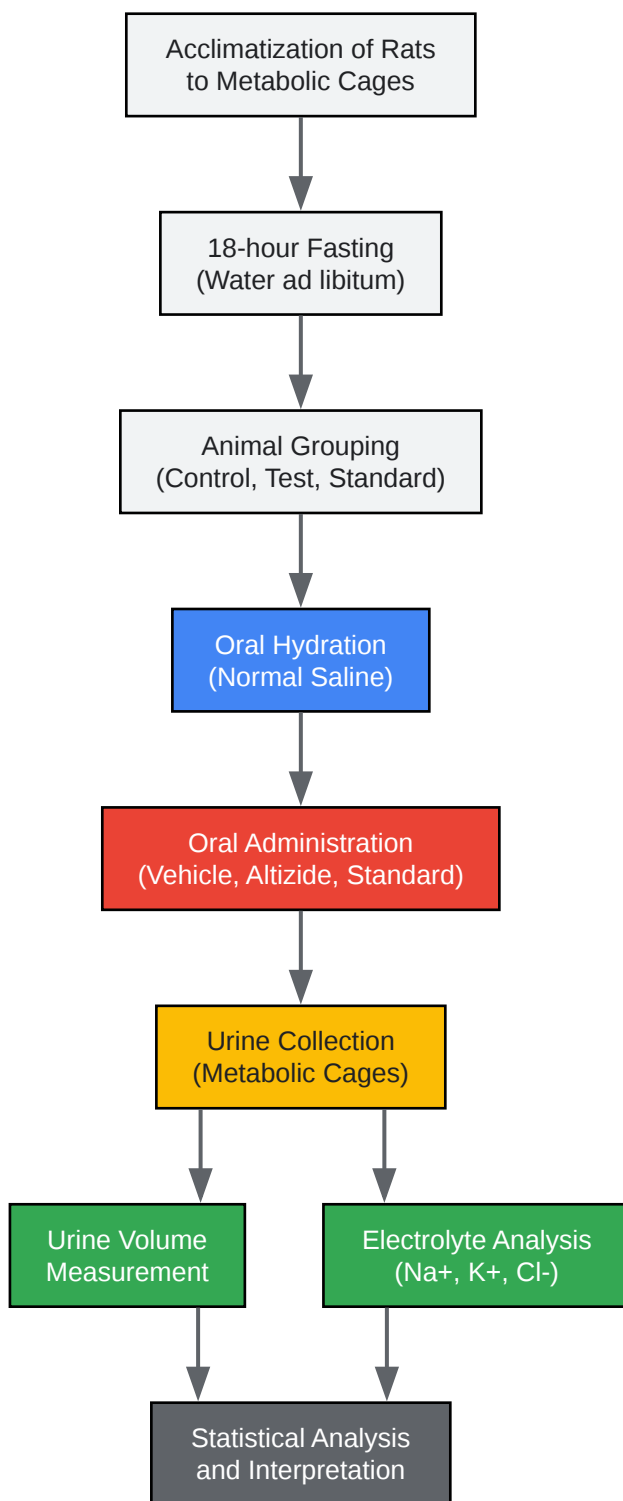 Acclimatization of Rats
to Metabolic Cages
18-hour Fasting
(Water ad libitum)
Animal Grouping
(Control, Test, Standard)
Oral Hydration
(Normal Saline)
Oral Administration
(Vehicle, Altizide, Standard)
Urine Collection
(Metabolic Cages)
Urine Volume
Measurement
Electrolyte Analysis
(Na+, K+, Cl-)
Statistical Analysis
and Interpretation